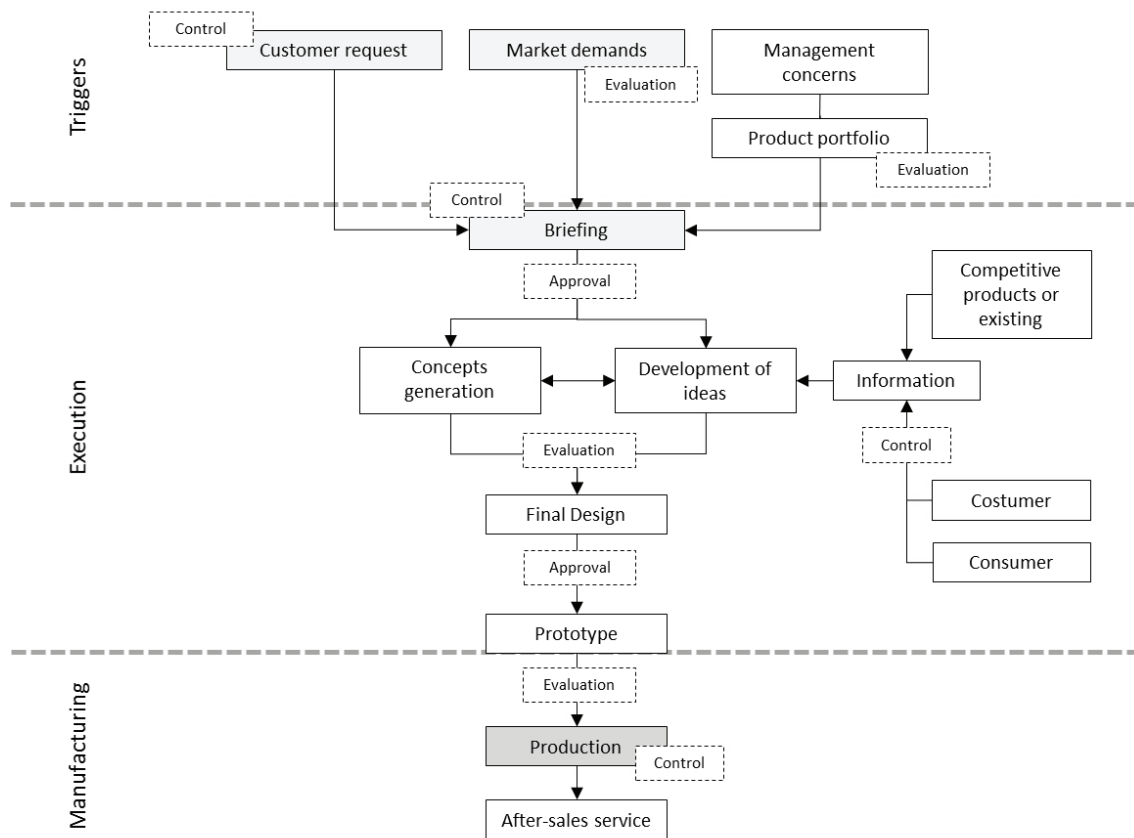 Control
Customer request
Market demands
Management
concerns
Evaluation
Triggers
Product portfolio
Evaluation
Control
Briefing
Approval
Competitive
products or
existing
Concepts
generation
Development of
ideas
Information
Execution
Evaluation
Control
Final Design
Costumer
Approval
Consumer
Prototype
Evaluation
Manufacturing
Production
Control
After-sales service